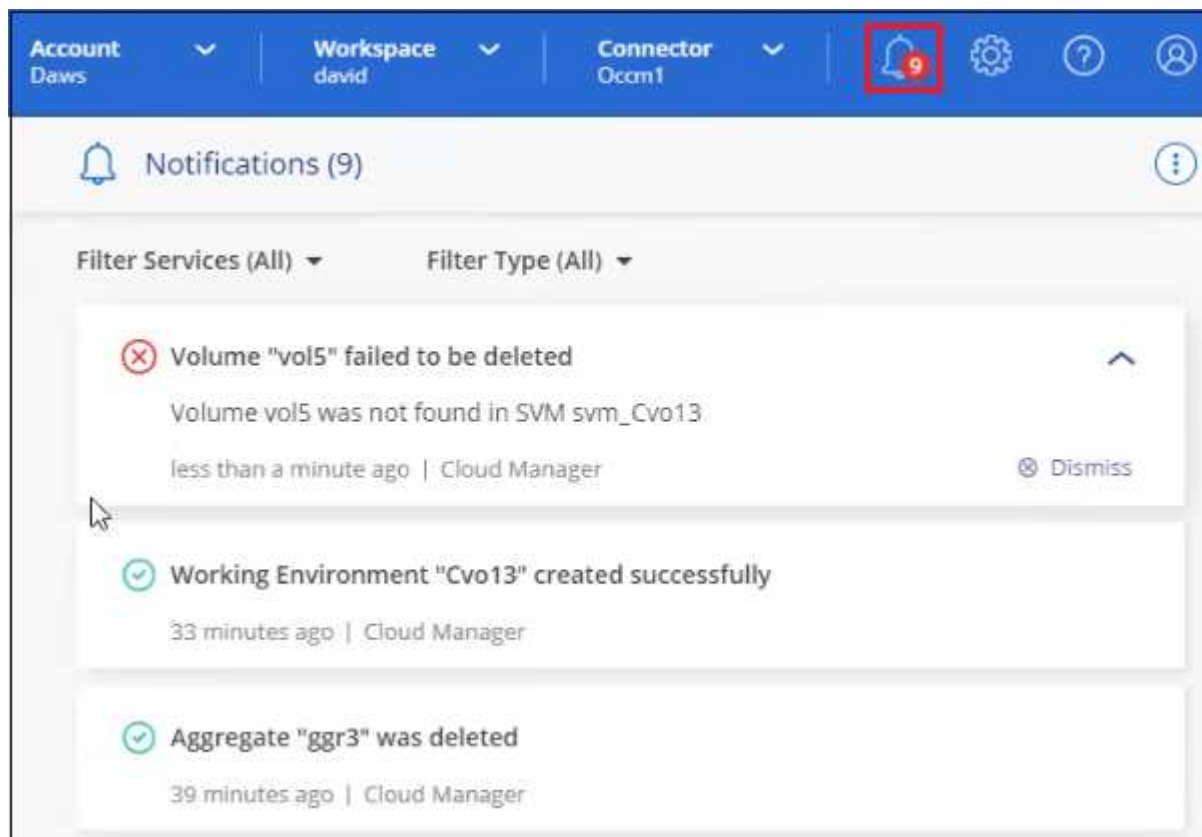 Account Workspace Connector
Daws david Occm1
9
?
Notifications (9)
Filter Services (All) Filter Type (All)
Volume "vol5" failed to be deleted
Volume vol5 was not found in SVM svm_Cvo13
less than a minute ago | Cloud Manager Dismiss
Working Environment "Cvo13" created successfully
33 minutes ago | Cloud Manager
Aggregate "ggr3" was deleted
39 minutes ago | Cloud Manager